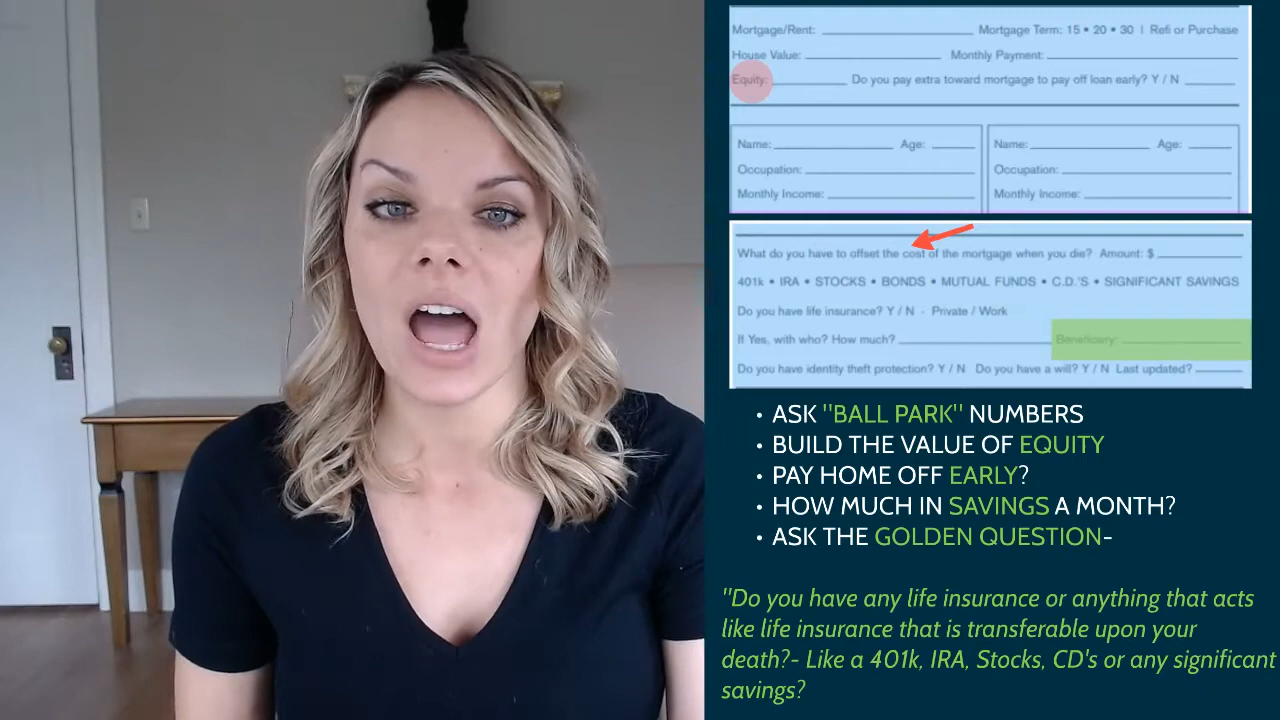 Mortgage/Rent: Mortgage Term: 15 • 20 • 30 | Refi or Purchase
House Value: Monthly Payment:
Equity: Do you pay extra toward mortgage to pay off loan early? Y / N
Name: Age: Name: Age:
Occupation: Occupation:
Monthly Income: Monthly Income:
What do you have to offset the cost of the mortgage when you die? Amount: $
401k • IRA • STOCKS • BONDS • MUTUAL FUNDS • C.D.'S • SIGNIFICANT SAVINGS
Do you have life insurance? Y / N - Private / Work
If Yes, with who? How much? Beneficiary:
Do you have identity theft protection? Y / N Do you have a will? Y / N Last updated?
• ASK "BALL PARK" NUMBERS
• BUILD THE VALUE OF EQUITY
• PAY HOME OFF EARLY?
• HOW MUCH IN SAVINGS A MONTH?
• ASK THE GOLDEN QUESTION-
"Do you have any life insurance or anything that acts
like life insurance that is transferable upon your
death?- Like a 401k, IRA, Stocks, CD's or any significant
savings?